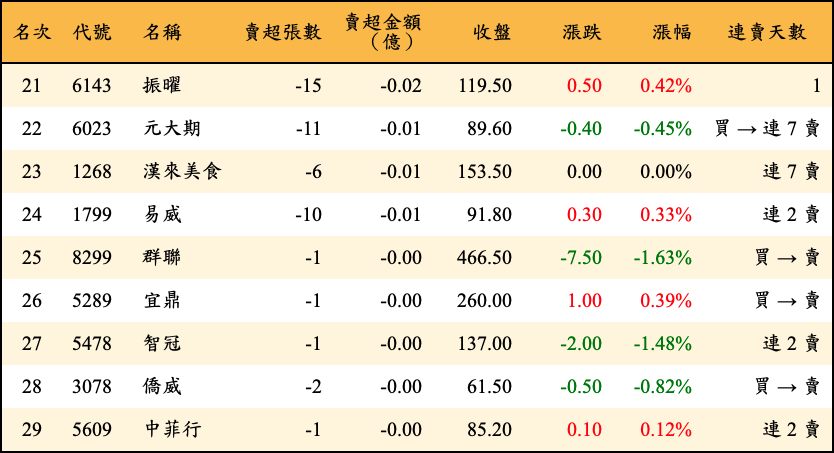 名次 代號 名稱 賣超張數 賣超金額（億） 收盤 漲跌 漲幅 連賣天數
21 6143 振曜 -15 -0.02 119.50 0.50 0.42% 1
22 6023 元大期 -11 -0.01 89.60 -0.40 -0.45% 買 → 連 7 賣
23 1268 漢來美食 -6 -0.01 153.50 0.00 0.00% 連 7 賣
24 1799 易威 -10 -0.01 91.80 0.30 0.33% 連 2 賣
25 8299 群聯 -1 -0.00 466.50 -7.50 -1.63% 買 → 賣
26 5289 宜鼎 -1 -0.00 260.00 1.00 0.39% 買 → 賣
27 5478 智冠 -1 -0.00 137.00 -2.00 -1.48% 連 2 賣
28 3078 僑威 -2 -0.00 61.50 -0.50 -0.82% 買 → 賣
29 5609 中菲行 -1 -0.00 85.20 0.10 0.12% 連 2 賣